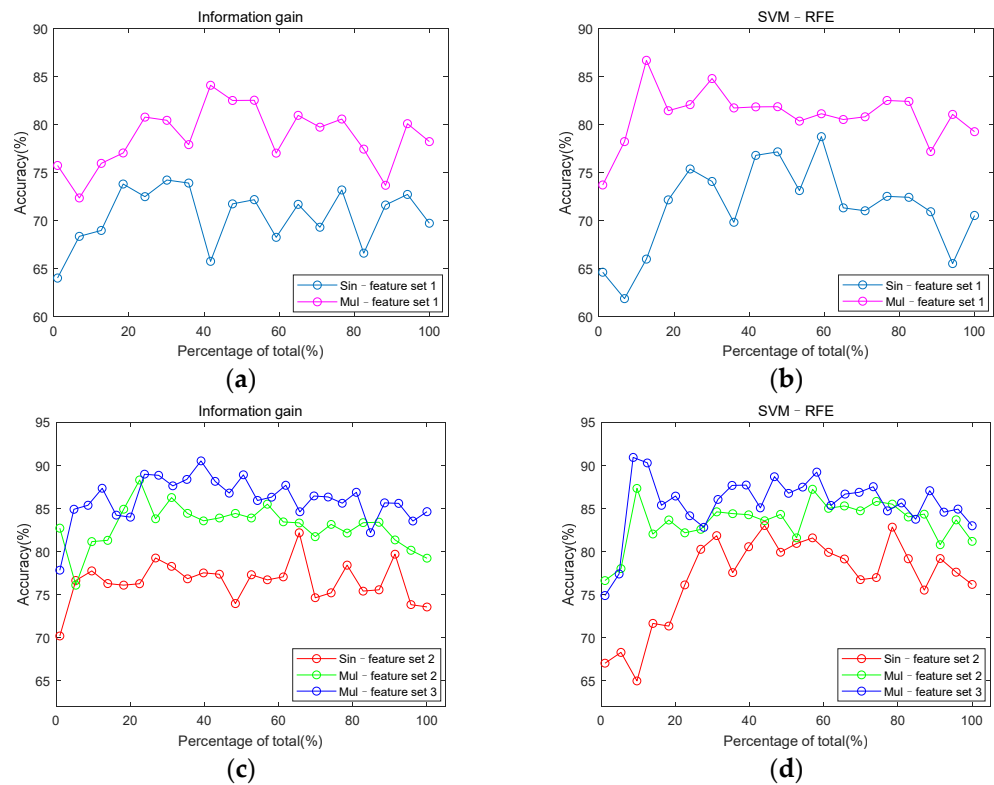 Information gain
90
85
80
75
70
65
60
Accuracy(%)
0 20 40 60 80 100
Percentage of total(%)
Sin - feature set 1
Mul - feature set 1
(a)
SVM - RFE
90
85
80
75
70
65
60
Accuracy(%)
0 20 40 60 80 100
Percentage of total(%)
Sin - feature set 1
Mul - feature set 1
(b)
Information gain
95
90
85
80
75
70
65
Accuracy(%)
0 20 40 60 80 100
Percentage of total(%)
Sin - feature set 2
Mul - feature set 2
Mul - feature set 3
(c)
SVM - RFE
95
90
85
80
75
70
65
Accuracy(%)
0 20 40 60 80 100
Percentage of total(%)
Sin - feature set 2
Mul - feature set 2
Mul - feature set 3
(d)